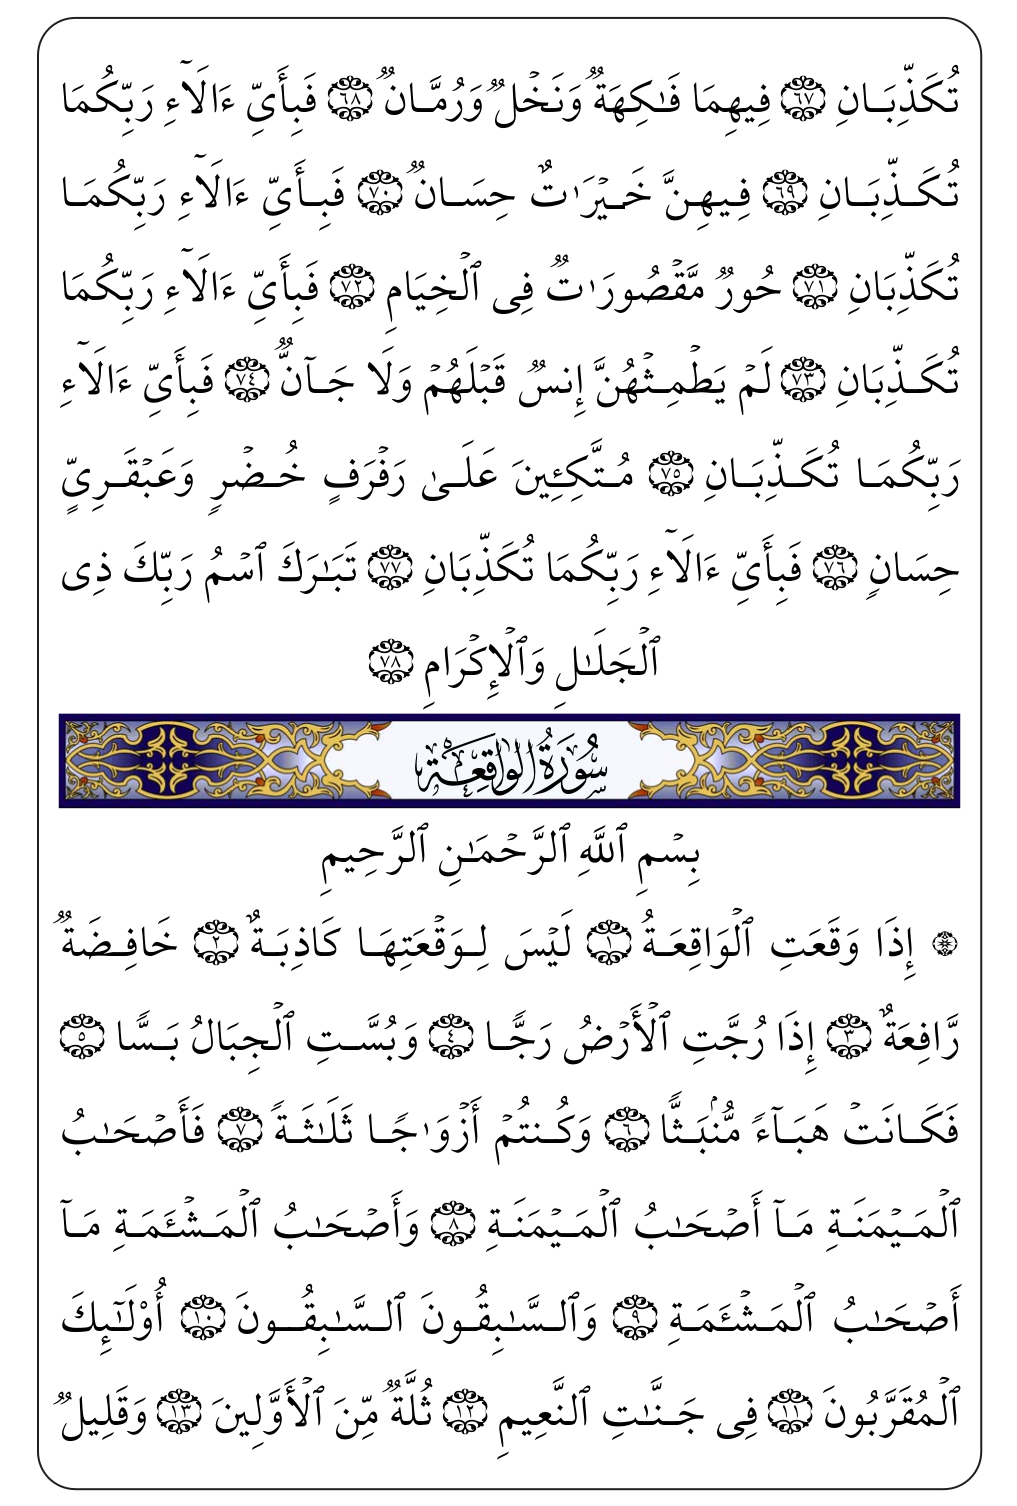 تُكَذِّبَانِ ٦٧ فِيهِمَا فَٰكِهَةٞ وَنَخۡلٞ وَرُمَّانٞ ٦٨ فَبِأَيِّ ءَالَآءِ رَبِّكُمَا
تُكَذِّبَانِ ٦٩ فِيهِنَّ خَيۡرَٰتٌ حِسَانٞ ٧٠ فَبِأَيِّ ءَالَآءِ رَبِّكُمَا
تُكَذِّبَانِ ٧١ حُورٞ مَّقۡصُورَٰتٞ فِي ٱلۡخِيَامِ ٧٢ فَبِأَيِّ ءَالَآءِ رَبِّكُمَا
تُكَذِّبَانِ ٧٣ لَمۡ يَطۡمِثۡهُنَّ إِنسٞ قَبۡلَهُمۡ وَلَا جَآنّٞ ٧٤ فَبِأَيِّ ءَالَآءِ
رَبِّكُمَا تُكَذِّبَانِ ٧٥ مُتَّكِـِٔينَ عَلَىٰ رَفۡرَفٍ خُضۡرٖ وَعَبۡقَرِيٍّ
حِسَانٖ ٧٦ فَبِأَيِّ ءَالَآءِ رَبِّكُمَا تُكَذِّبَانِ ٧٧ تَبَٰرَكَ ٱسۡمُ رَبِّكَ ذِي
ٱلۡجَلَٰلِ وَٱلۡإِكۡرَامِ ٧٨
سُورَةُ الوَاقِعَة
بِسۡمِ ٱللَّهِ ٱلرَّحۡمَٰنِ ٱلرَّحِيمِ
۞ إِذَا وَقَعَتِ ٱلۡوَاقِعَةُ ١ لَيۡسَ لِوَقۡعَتِهَا كَاذِبَةٌ ٢ خَافِضَةٞ
رَّافِعَةٌ ٣ إِذَا رُجَّتِ ٱلۡأَرۡضُ رَجّٗا ٤ وَبُسَّتِ ٱلۡجِبَالُ بَسّٗا ٥
فَكَانَتۡ هَبَآءٗ مُّنۢبَثّٗا ٦ وَكُنتُمۡ أَزۡوَٰجٗا ثَلَٰثَةٗ ٧ فَأَصۡحَٰبُ
ٱلۡمَيۡمَنَةِ مَآ أَصۡحَٰبُ ٱلۡمَيۡمَنَةِ ٨ وَأَصۡحَٰبُ ٱلۡمَشۡـَٔمَةِ مَآ
أَصۡحَٰبُ ٱلۡمَشۡـَٔمَةِ ٩ وَٱلسَّٰبِقُونَ ٱلسَّٰبِقُونَ ١٠ أُوْلَٰٓئِكَ
ٱلۡمُقَرَّبُونَ ١١ فِي جَنَّٰتِ ٱلنَّعِيمِ ١٢ ثُلَّةٞ مِّنَ ٱلۡأَوَّلِينَ ١٣ وَقَلِيلٞ